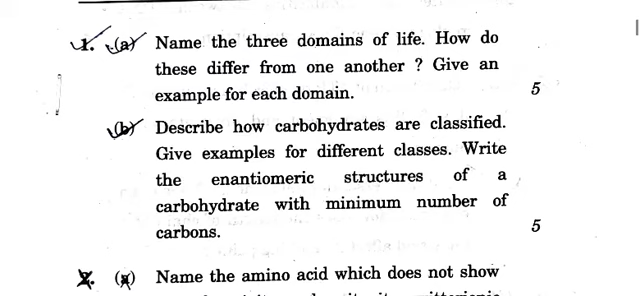 1. (a) Name the three domains of life. How do
these differ from one another ? Give an
example for each domain. 5
(b) Describe how carbohydrates are classified.
Give examples for different classes. Write
the enantiomeric structures of a
carbohydrate with minimum number of
carbons. 5
2. (a) Name the amino acid which does not show